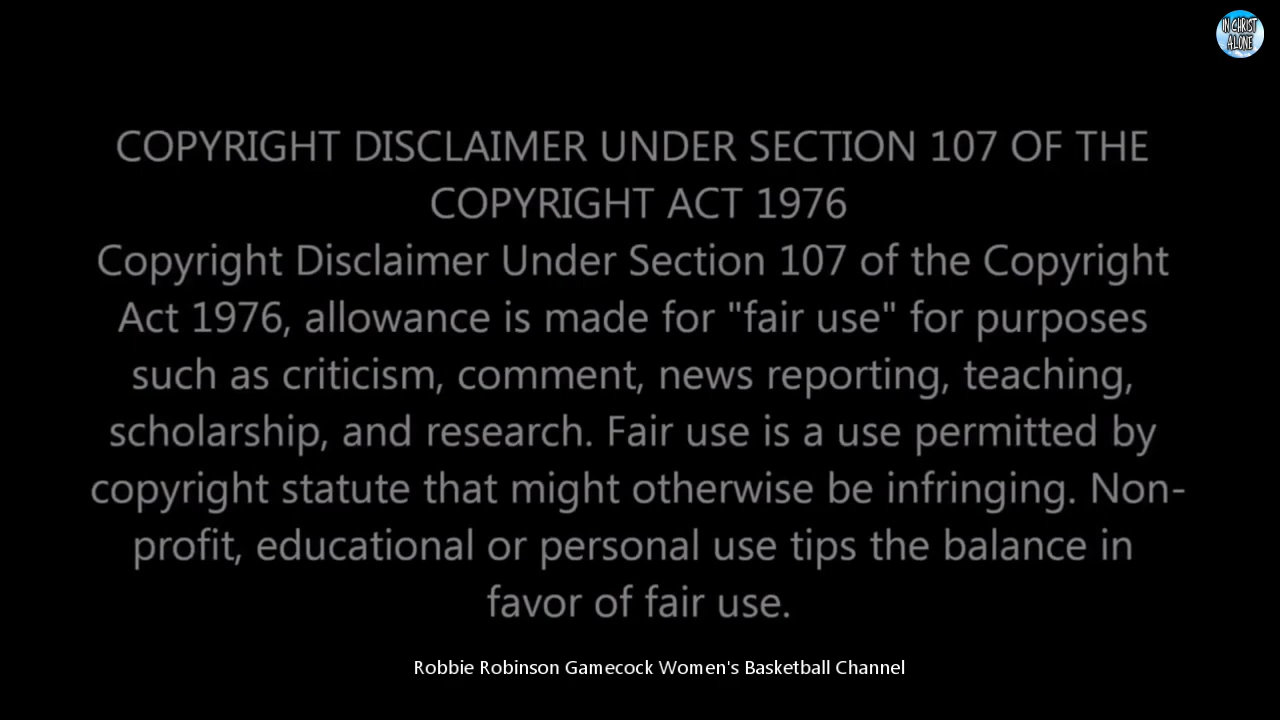 IN CHRIST
ALONE
COPYRIGHT DISCLAIMER UNDER SECTION 107 OF THE
COPYRIGHT ACT 1976
Copyright Disclaimer Under Section 107 of the Copyright
Act 1976, allowance is made for "fair use" for purposes
such as criticism, comment, news reporting, teaching,
scholarship, and research. Fair use is a use permitted by
copyright statute that might otherwise be infringing. Non-
profit, educational or personal use tips the balance in
favor of fair use.
Robbie Robinson Gamecock Women's Basketball Channel